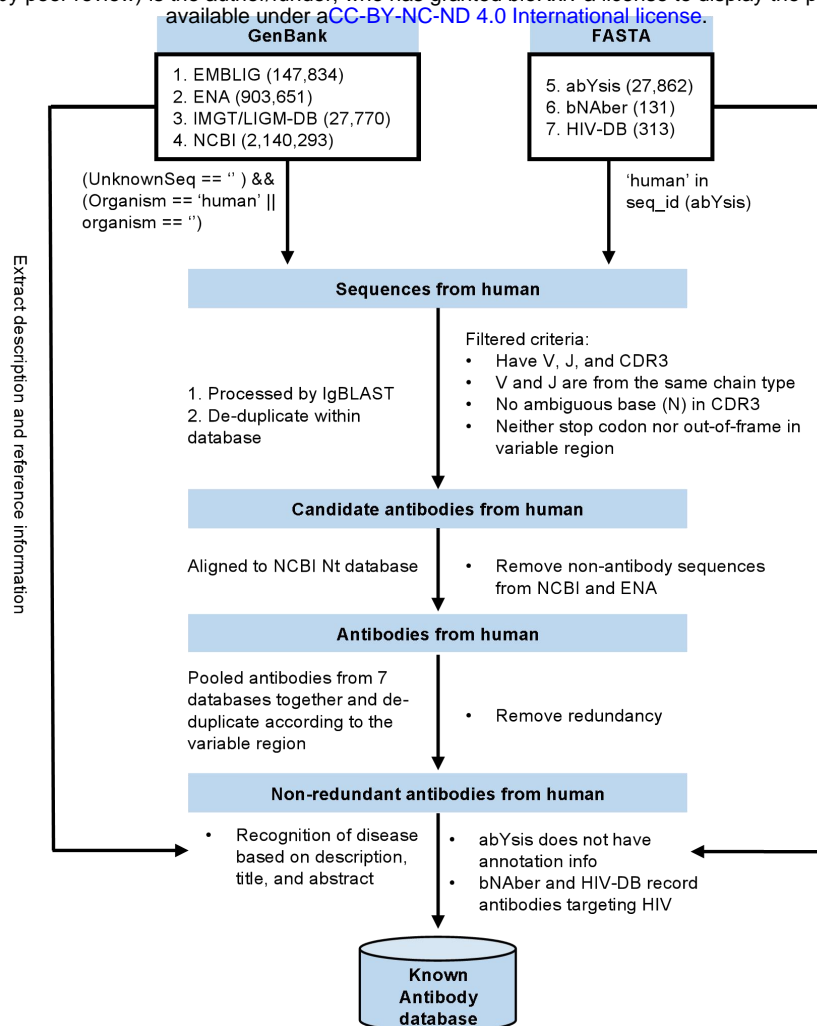 available under aCC-BY-NC-ND 4.0 International license.
GenBank
1. EMBLIG (147,834)
2. ENA (903,651)
3. IMGT/LIGM-DB (27,770)
4. NCBI (2,140,293)
FASTA
5. abYsis (27,862)
6. bNAber (131)
7. HIV-DB (313)
(UnknownSeq == ‘’ ) &&
(Organism == ‘human’ ||
organism == ‘’)
‘human’ in
seq_id (abYsis)
Extract description and reference information
Sequences from human
1. Processed by IgBLAST
2. De-duplicate within
database
Filtered criteria:
• Have V, J, and CDR3
• V and J are from the same chain type
• No ambiguous base (N) in CDR3
• Neither stop codon nor out-of-frame in
variable region
Candidate antibodies from human
Aligned to NCBI Nt database
• Remove non-antibody sequences
from NCBI and ENA
Antibodies from human
Pooled antibodies from 7
databases together and de-
duplicate according to the
variable region
• Remove redundancy
Non-redundant antibodies from human
• Recognition of disease
based on description,
title, and abstract
• abYsis does not have
annotation info
• bNAber and HIV-DB record
antibodies targeting HIV
Known
Antibody
database